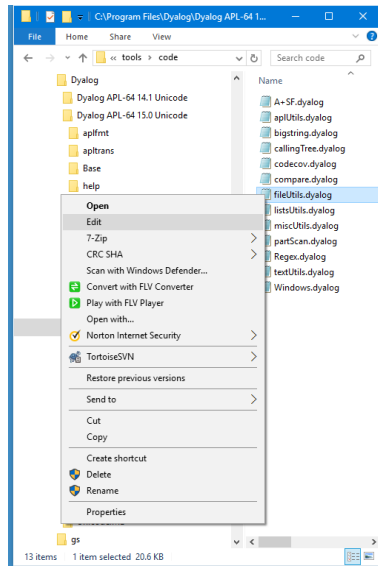 C:\Program Files\Dyalog\Dyalog APL-64 1...
File Home Share View
« tools › code
Search code
Dyalog
Dyalog APL-64 14.1 Unicode
Dyalog APL-64 15.0 Unicode
aplfmt
apltrans
Base
help
Open
Edit
7-Zip
CRC SHA
Scan with Windows Defender...
Convert with FLV Converter
Play with FLV Player
Open with...
Norton Internet Security
TortoiseSVN
Restore previous versions
Send to
Cut
Copy
Create shortcut
Delete
Rename
Properties
gs
Name
A+SF.dyalog
aplUtils.dyalog
bigstring.dyalog
callingTree.dyalog
codecov.dyalog
compare.dyalog
fileUtils.dyalog
listsUtils.dyalog
miscUtils.dyalog
partScan.dyalog
Regex.dyalog
textUtils.dyalog
Windows.dyalog
13 items 1 item selected 20.6 KB